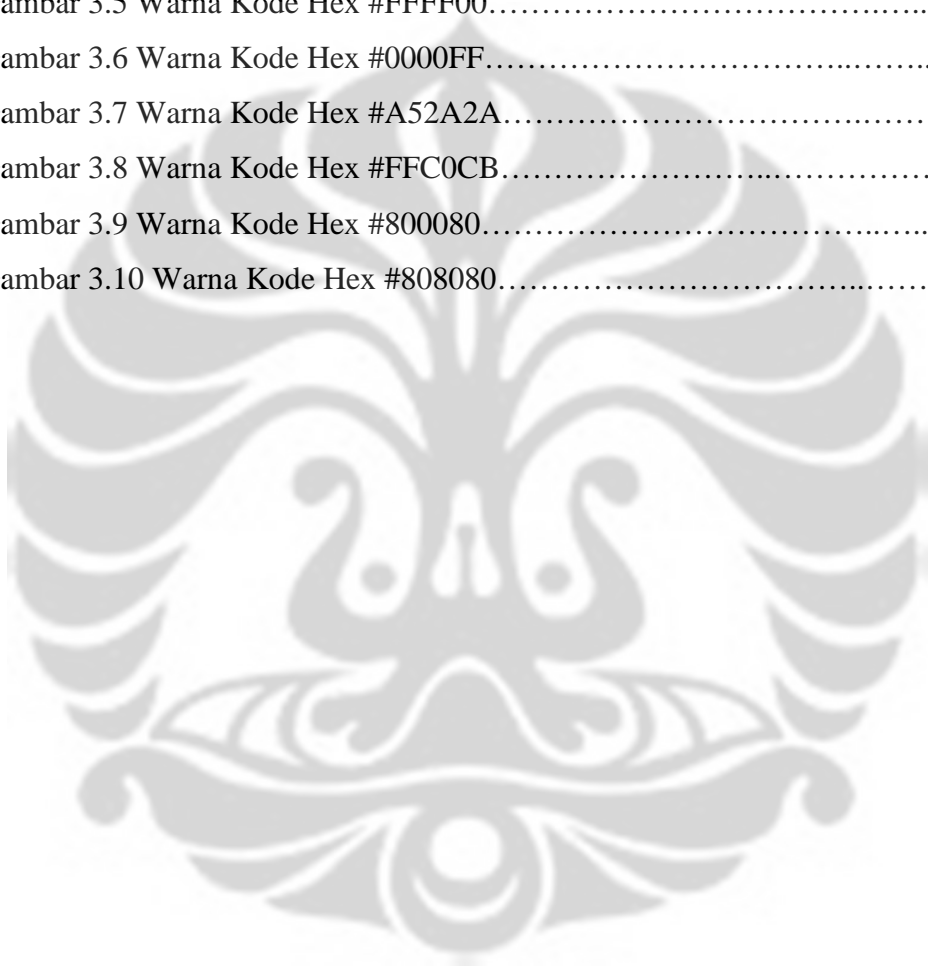 ambar 3.5 Warna Kode Hex #FFFF00……………………………….…..
ambar 3.6 Warna Kode Hex #0000FF……………………………..……..
ambar 3.7 Warna Kode Hex #A52A2A…………………………….……
ambar 3.8 Warna Kode Hex #FFC0CB……………………..……………
ambar 3.9 Warna Kode Hex #800080……………………………….…..
ambar 3.10 Warna Kode Hex #808080……………………………..……